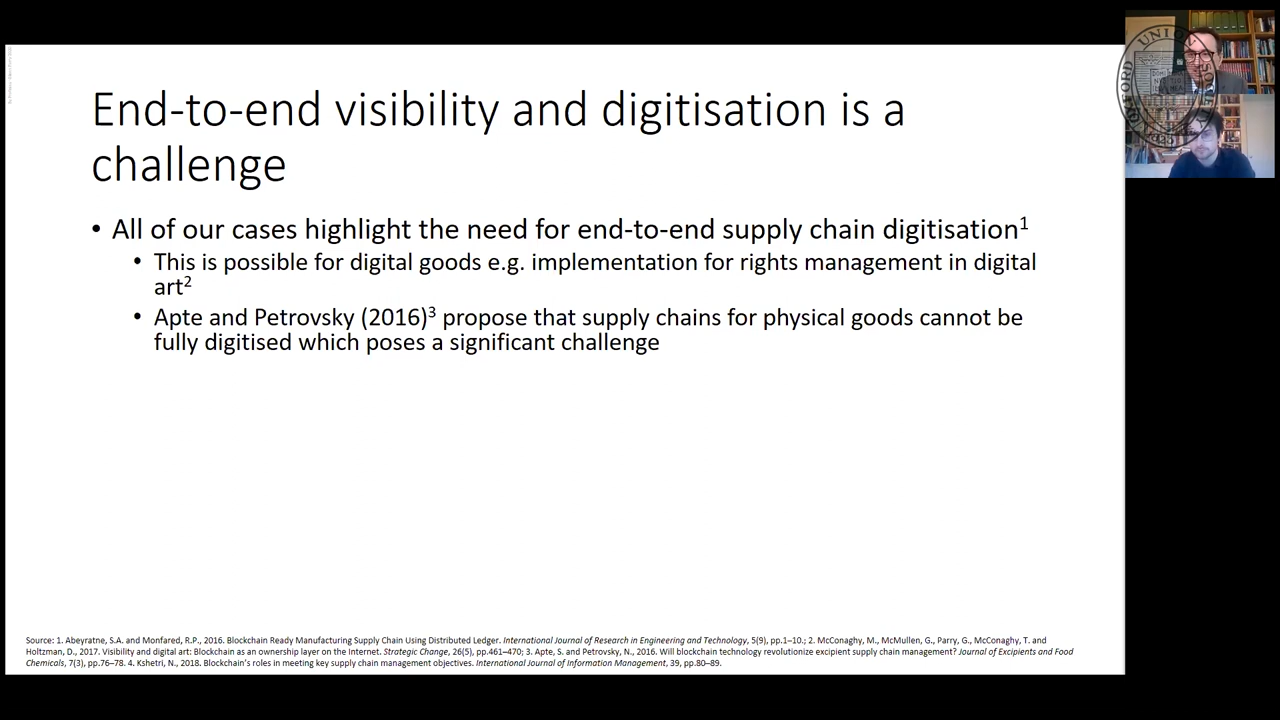 End-to-end visibility and digitisation is a
challenge
• All of our cases highlight the need for end-to-end supply chain digitisation1
• This is possible for digital goods e.g. implementation for rights management in digital
art2
• Apte and Petrovsky (2016)3 propose that supply chains for physical goods cannot be
fully digitised which poses a significant challenge
Source: 1. Abeyratne, S.A. and Monfared, R.P., 2016. Blockchain Ready Manufacturing Supply Chain Using Distributed Ledger. International Journal of Research in Engineering and Technology, 5(9), pp.1–10.; 2. McConaghy, M., McMullen, G., Parry, G., McConaghy, T. and
Holtzman, D., 2017. Visibility and digital art: Blockchain as an ownership layer on the Internet. Strategic Change, 26(5), pp.461–470; 3. Apte, S. and Petrovsky, N., 2016. Will blockchain technology revolutionize excipient supply chain management? Journal of Excipients and Food
Chemicals, 7(3), pp.76–78. 4. Kshetri, N., 2018. Blockchain’s roles in meeting key supply chain management objectives. International Journal of Information Management, 39, pp.80–89.
OXFORD